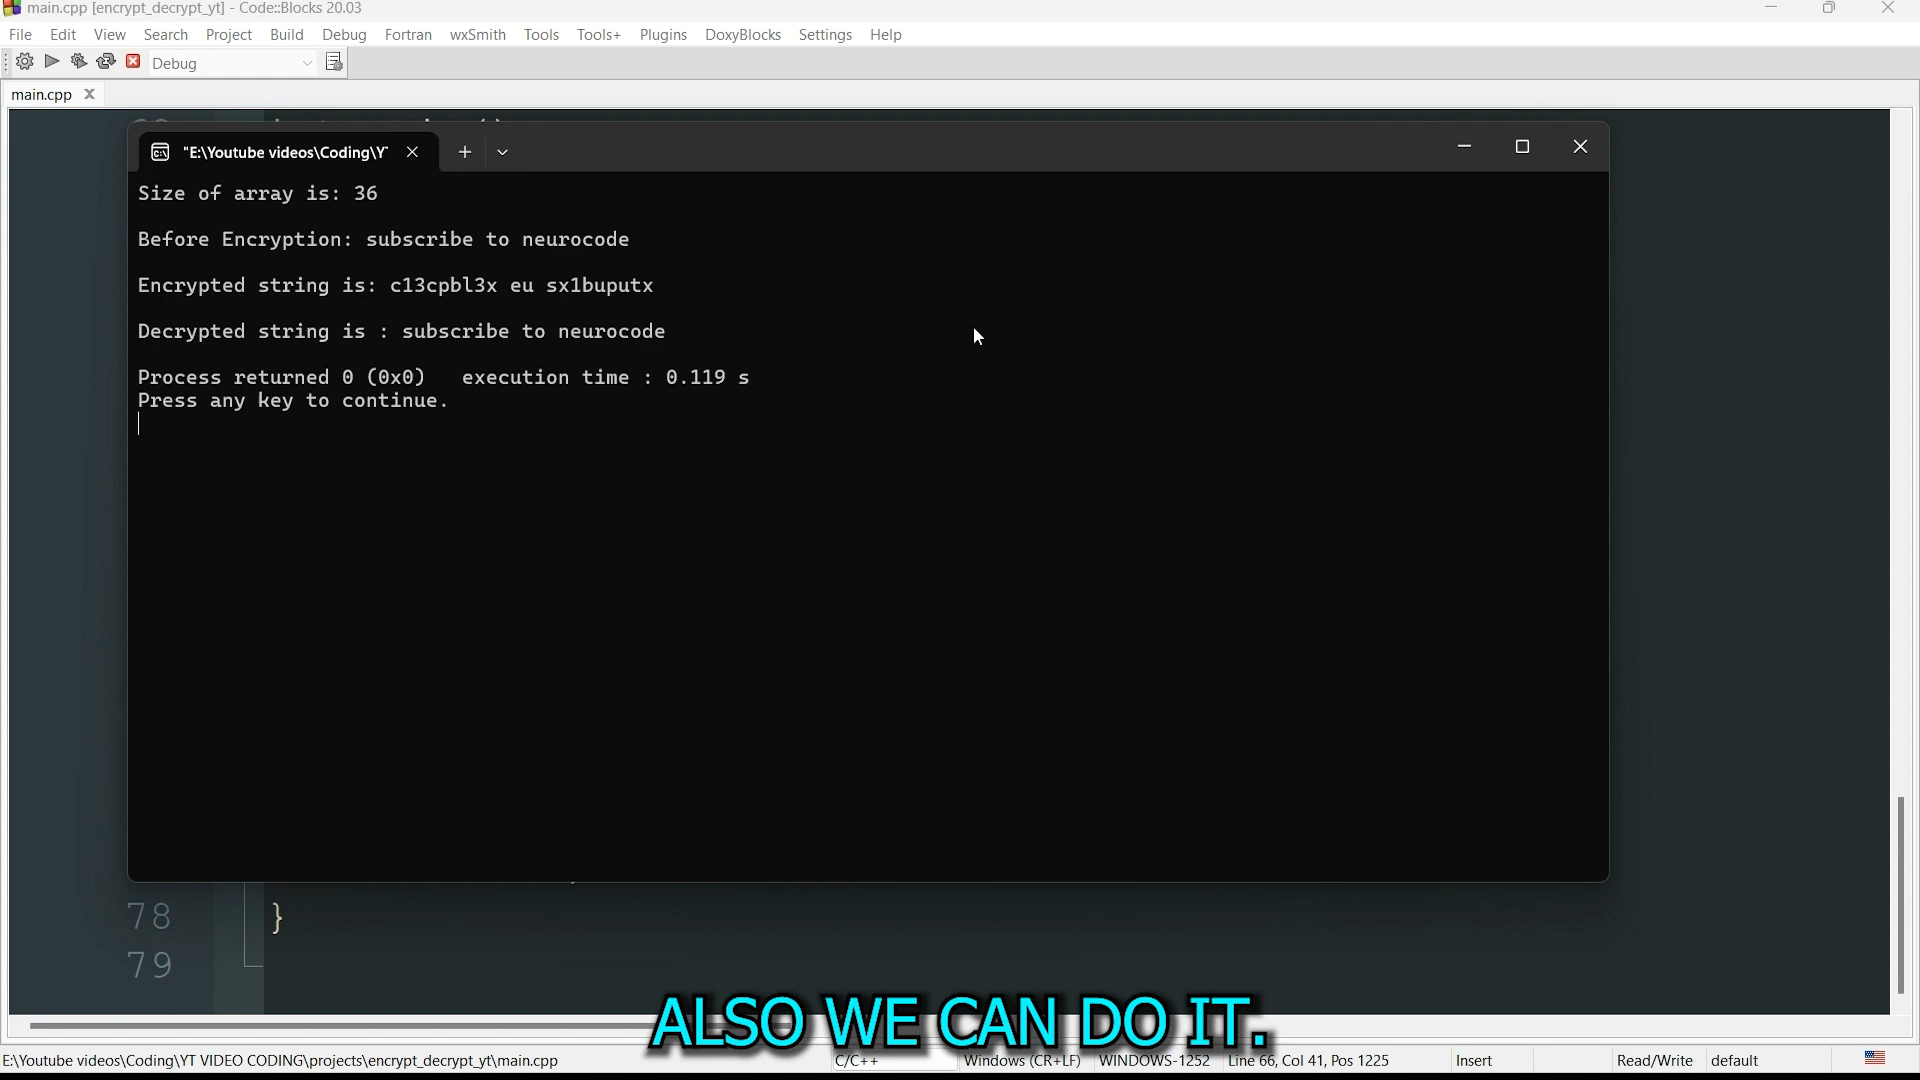 main.cpp [encrypt_decrypt_yt] - Code::Blocks 20.03
File Edit View Search Project Build Debug Fortran wxSmith Tools Tools+ Plugins DoxyBlocks Settings Help
Debug
main.cpp
"E:\Youtube videos\Coding\Y
Size of array is: 36
Before Encryption: subscribe to neurocode
Encrypted string is: c13cpbl3x eu sx1buputx
Decrypted string is : subscribe to neurocode
Process returned 0 (0x0)   execution time : 0.119 s
Press any key to continue.
78 }
79
ALSO WE CAN DO IT.
E:\Youtube videos\Coding\YT VIDEO CODING\projects\encrypt_decrypt_yt\main.cpp C/C++ Windows (CR+LF) WINDOWS-1252 Line 66, Col 41, Pos 1225 Insert Read/Write default